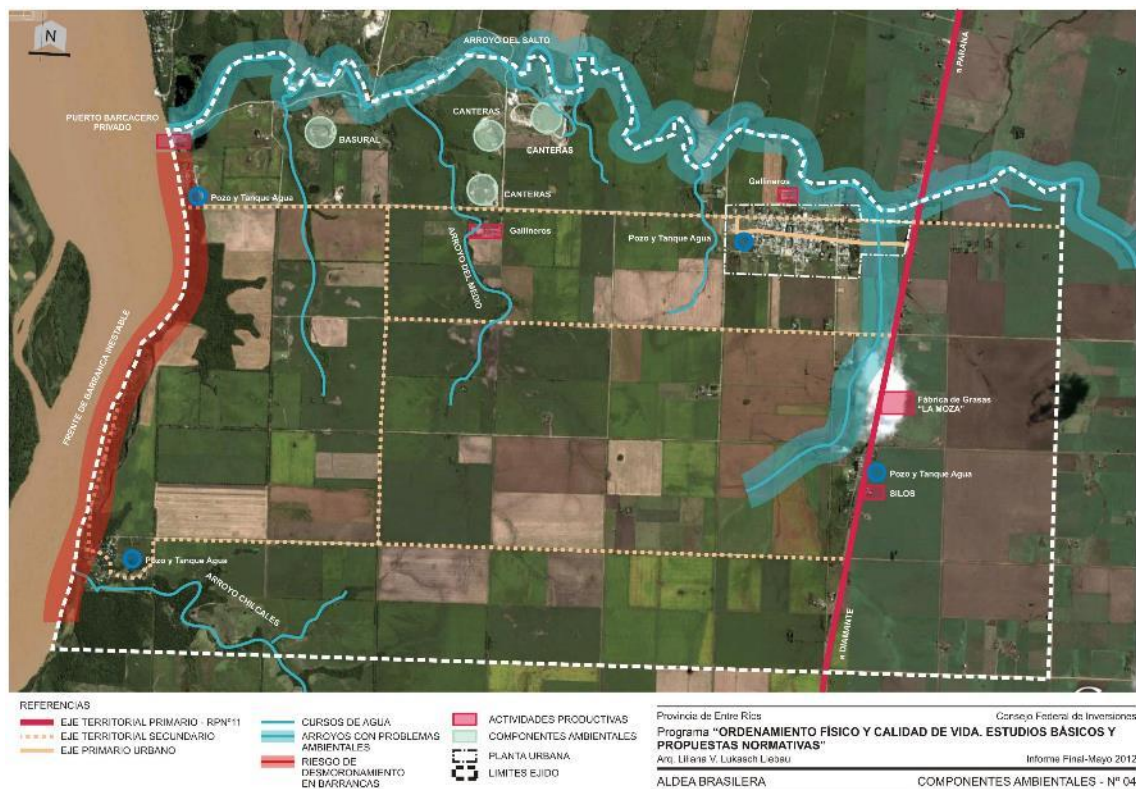 N
ARROYO DEL SALTO
a PARANA
PUERTO BARCACERO
PRIVADO
BASURAL
CANTERAS
CANTERAS
CANTERAS
Pozo y Tanque Agua
Gallineros
Gallineros
Pozo y Tanque Agua
ARROYO DEL MEDIO
FRENTE DE BARRANCA INESTABLE
Fábrica de Grasas
"LA MOZA"
Pozo y Tanque Agua
SILOS
Pozo y Tanque Agua
ARROYO CHILCALES
a DIAMANTE
REFERENCIAS
EJE TERRITORIAL PRIMARIO - RPNº11
EJE TERRITORIAL SECUNDARIO
EJE PRIMARIO URBANO
CURSOS DE AGUA
ARROYOS CON PROBLEMAS
AMBIENTALES
RIESGO DE
DESMORONAMIENTO
EN BARRANCAS
ACTIVIDADES PRODUCTIVAS
COMPONENTES AMBIENTALES
PLANTA URBANA
LIMITES EJIDO
Provincia de Entre Ríos
Consejo Federal de Inversiones
Programa "ORDENAMIENTO FÍSICO Y CALIDAD DE VIDA. ESTUDIOS BÁSICOS Y
PROPUESTAS NORMATIVAS"
Arq. Liliana V. Lukasch Liebau
Informe Final-Mayo 2012
ALDEA BRASILERA
COMPONENTES AMBIENTALES - Nº 04